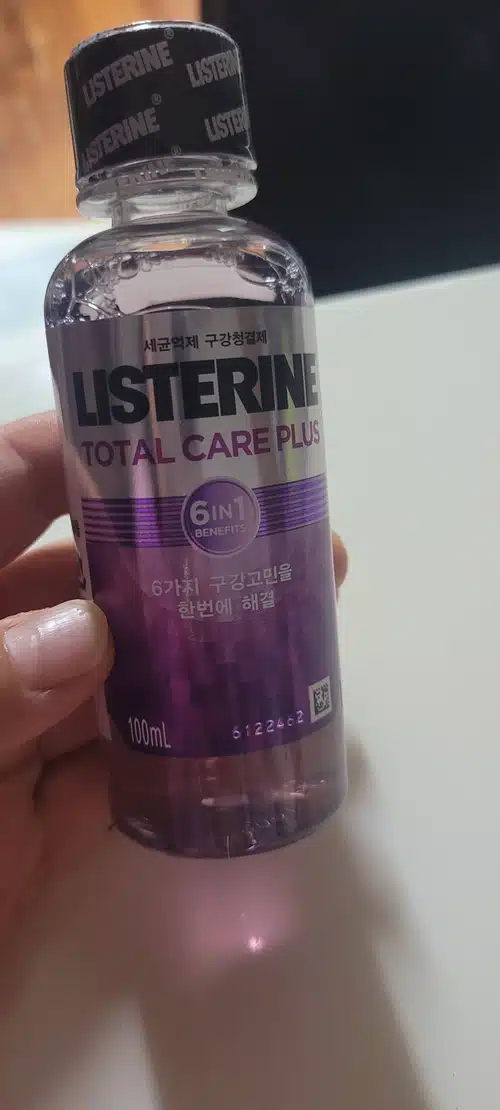 LISTERINE®
LISTERINE
LISTERINE®
LISTERINE
세균억제 구강청결제
LISTERINE
TOTAL CARE PLUS
6 IN 1
BENEFITS
6가지 구강고민을
한번에 해결
100mL
6122462